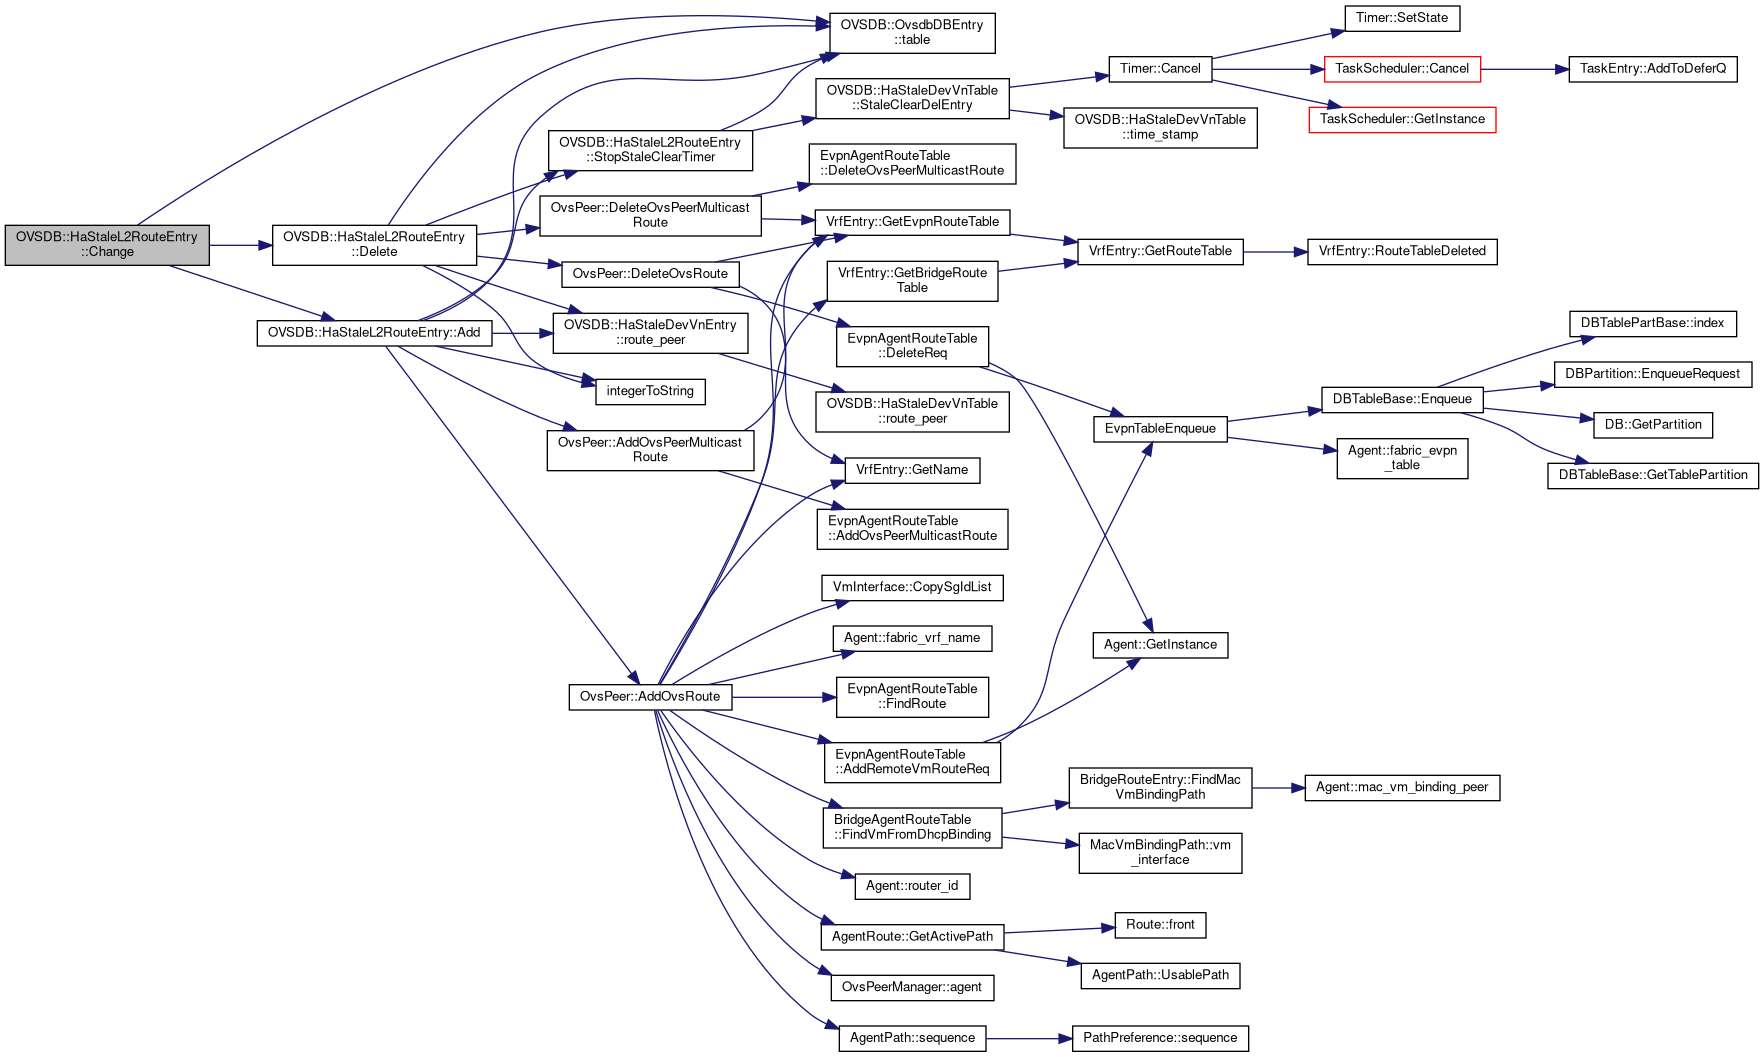 OVSDB::HaStaleL2RouteEntry
::Change
OVSDB::HaStaleL2RouteEntry
::Delete
OVSDB::HaStaleL2RouteEntry::Add
OVSDB::HaStaleL2RouteEntry
::StopStaleClearTimer
OvsPeer::DeleteOvsPeerMulticast
Route
OvsPeer::DeleteOvsRoute
OVSDB::HaStaleDevVnEntry
::route_peer
integerToString
OvsPeer::AddOvsPeerMulticast
Route
OvsPeer::AddOvsRoute
OVSDB::OvsdbDBEntry
::table
OVSDB::HaStaleDevVnTable
::StaleClearDelEntry
EvpnAgentRouteTable
::DeleteOvsPeerMulticastRoute
VrfEntry::GetEvpnRouteTable
VrfEntry::GetBridgeRoute
Table
EvpnAgentRouteTable
::DeleteReq
OVSDB::HaStaleDevVnTable
::route_peer
VrfEntry::GetName
EvpnAgentRouteTable
::AddOvsPeerMulticastRoute
VmInterface::CopySgIdList
Agent::fabric_vrf_name
EvpnAgentRouteTable
::FindRoute
EvpnAgentRouteTable
::AddRemoteVmRouteReq
BridgeAgentRouteTable
::FindVmFromDhcpBinding
Agent::router_id
AgentRoute::GetActivePath
OvsPeerManager::agent
AgentPath::sequence
Timer::Cancel
OVSDB::HaStaleDevVnTable
::time_stamp
VrfEntry::GetRouteTable
EvpnTableEnqueue
Agent::GetInstance
BridgeRouteEntry::FindMac
VmBindingPath
MacVmBindingPath::vm
_interface
Route::front
AgentPath::UsablePath
PathPreference::sequence
Timer::SetState
TaskScheduler::Cancel
TaskScheduler::GetInstance
VrfEntry::RouteTableDeleted
DBTableBase::Enqueue
Agent::fabric_evpn
_table
Agent::mac_vm_binding_peer
TaskEntry::AddToDeferQ
DBTablePartBase::index
DBPartition::EnqueueRequest
DB::GetPartition
DBTableBase::GetTablePartition